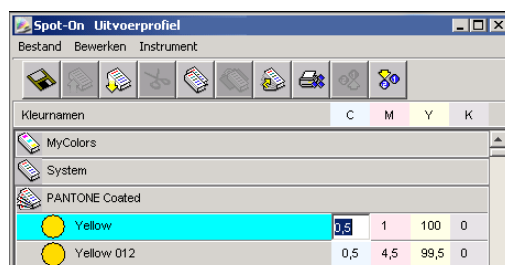 Spot-On Uitvoerprofiel
Bestand Bewerken Instrument
Kleurnamen C M Y K
MyColors
System
PANTONE Coated
Yellow 0,5 1 100 0
Yellow 012 0,5 4,5 99,5 0